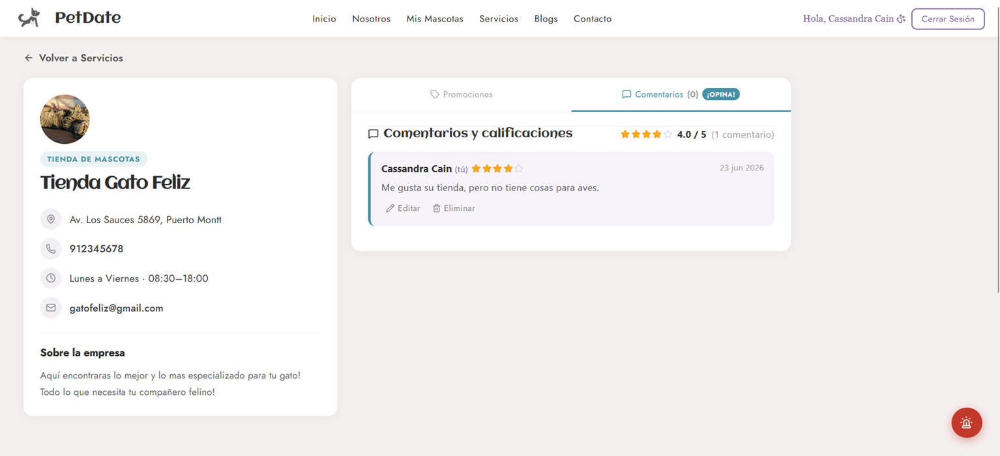 PetDate
Inicio Nosotros Mis Mascotas Servicios Blogs Contacto
Hola, Cassandra Cain
Cerrar Sesión
Volver a Servicios
TIENDA DE MASCOTAS
Tienda Gato Feliz
Av. Los Sauces 5869, Puerto Montt
912345678
Lunes a Viernes · 08:30–18:00
gatofeliz@gmail.com
Sobre la empresa
Aquí encontraras lo mejor y lo mas especializado para tu gato!
Todo lo que necesita tu compañero felino!
Promociones
Comentarios (0) ¡OPINA!
Comentarios y calificaciones
4.0 / 5 (1 comentario)
Cassandra Cain (tú)
23 jun 2026
Me gusta su tienda, pero no tiene cosas para aves.
Editar Eliminar